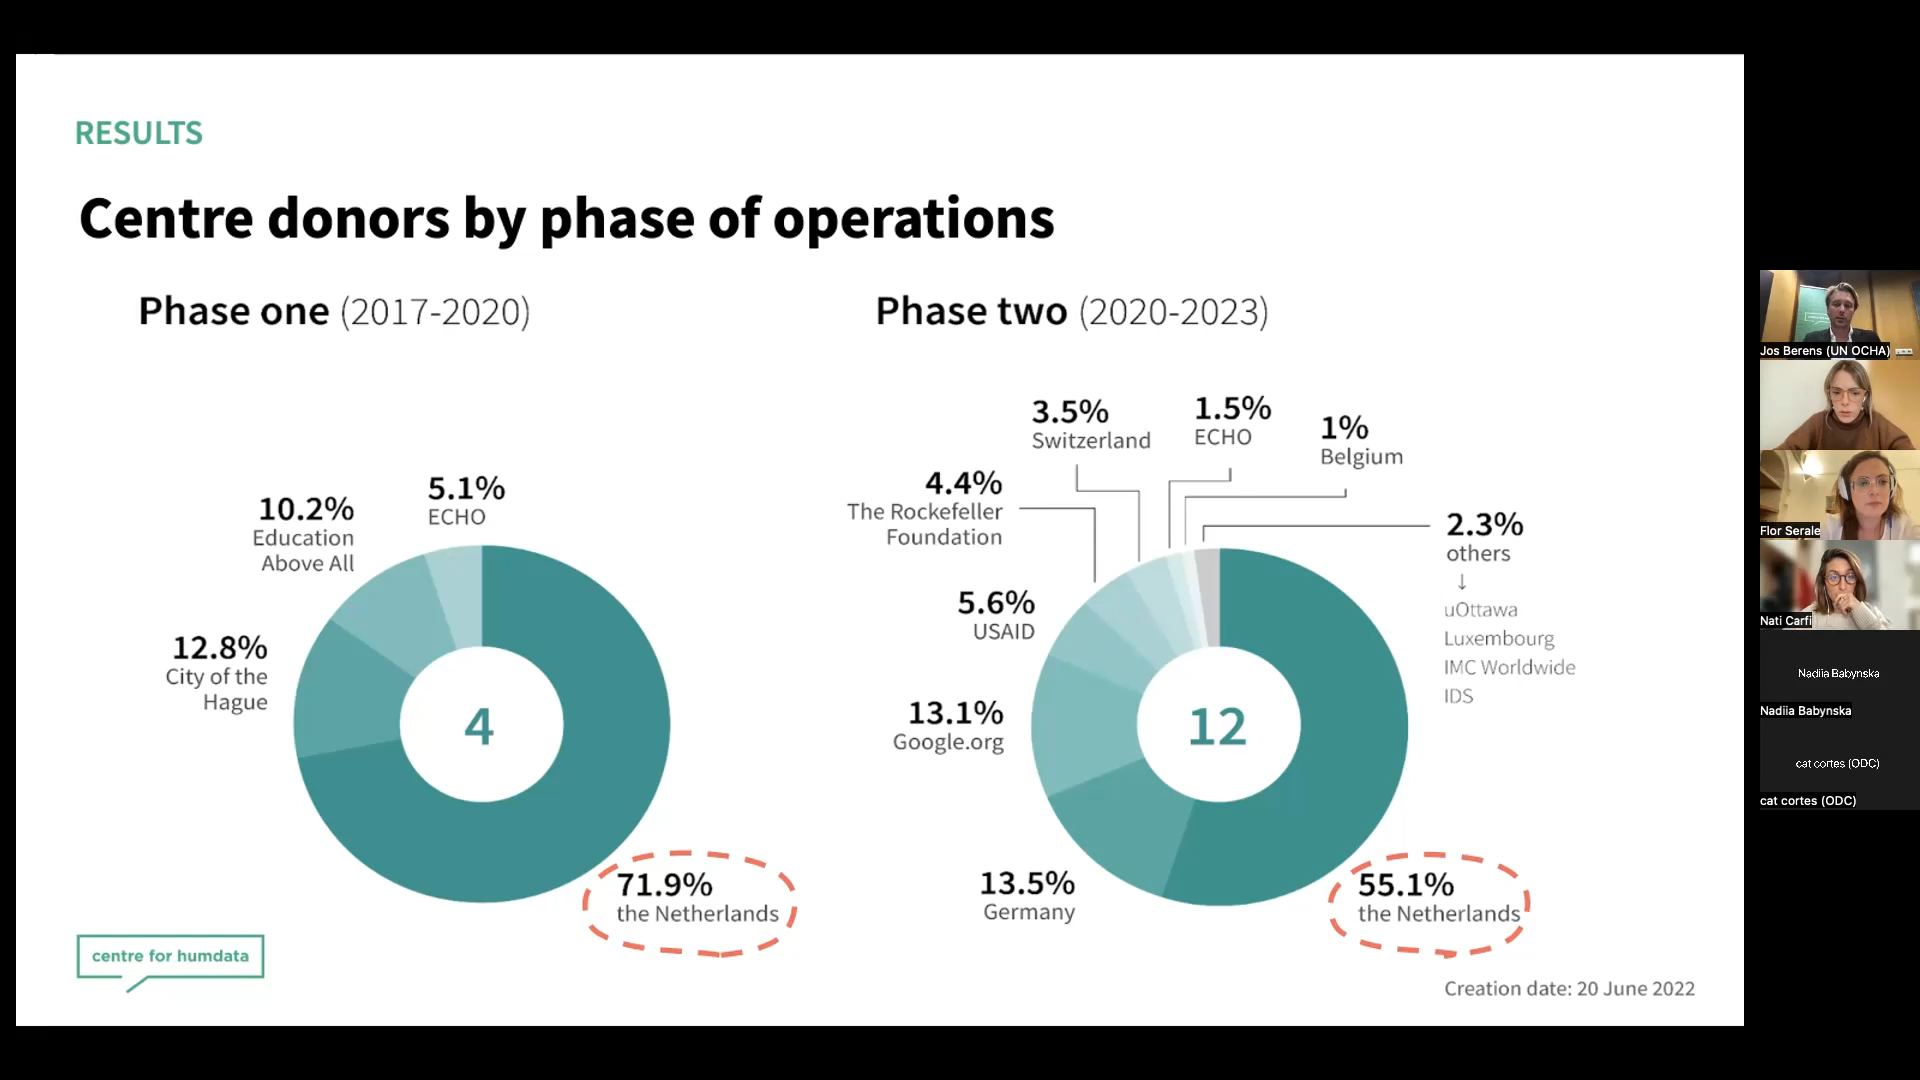 RESULTS
Centre donors by phase of operations
Phase one (2017-2020)
5.1%
ECHO
10.2%
Education
Above All
12.8%
City of the
Hague
4
71.9%
the Netherlands
Phase two (2020-2023)
3.5%
Switzerland
1.5%
ECHO
1%
Belgium
4.4%
The Rockefeller
Foundation
2.3%
others
↓
uOttawa
Luxembourg
IMC Worldwide
IDS
5.6%
USAID
13.1%
Google.org
12
13.5%
Germany
55.1%
the Netherlands
centre for humdata
Creation date: 20 June 2022
Jos Berens (UN OCHA)
Flor Serale
Nati Carfi
Nadiia Babynska
Nadiia Babynska
cat cortes (ODC)
cat cortes (ODC)